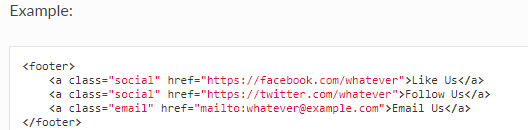 Example:
<footer>
    <a class="social" href="https://facebook.com/whatever">Like Us</a>
    <a class="social" href="https://twitter.com/whatever">Follow Us</a>
    <a class="email" href="mailto:whatever@example.com">Email Us</a>
</footer>